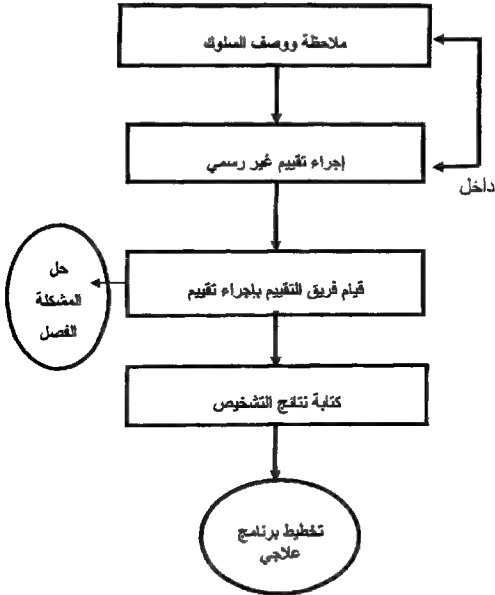 ملاحظة ووصف السلوك
إجراء تقييم غير رسمي
داخل
قيام فريق التقييم بإجراء تقييم
حل
المشكلة
الفصل
كتابة نتائج التشخيص
تخطيط برنامج
علاجي